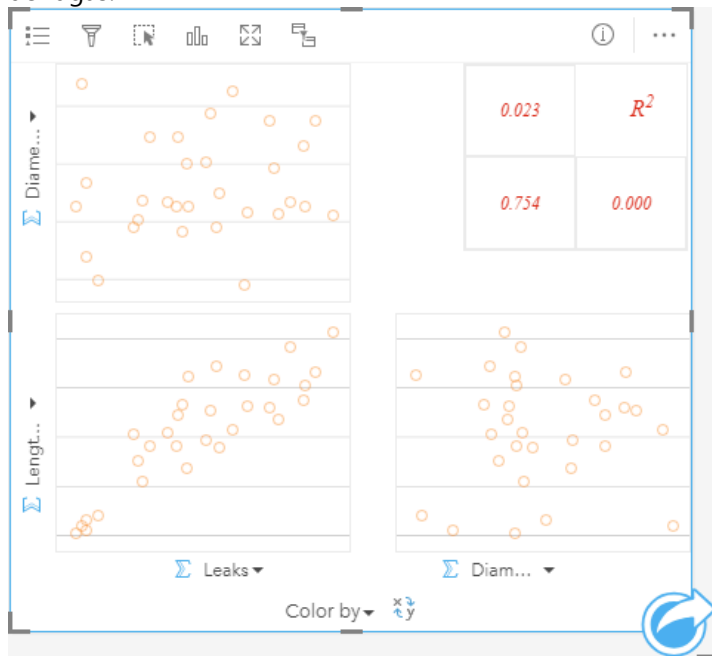 Diame...
0.023 R²
0.754 0.000
Lengt...
Σ Leaks
Σ Diam...
Color by x y